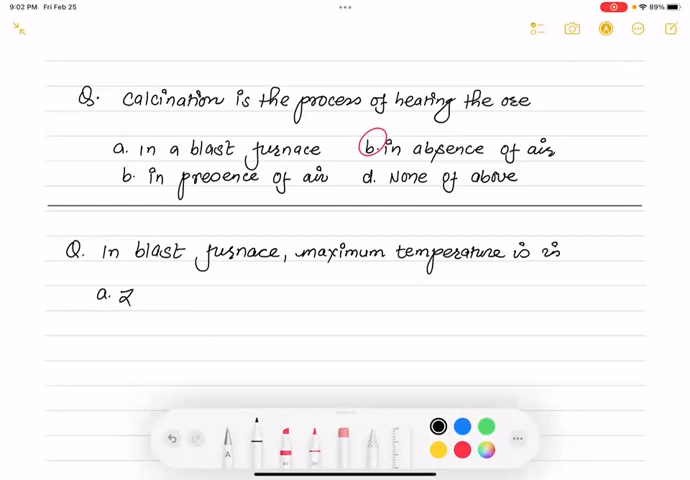 9:02 PM Fri Feb 25
89%
Q. Calcination is the process of heating the ore
a. In a blast furnace b. in absence of air
b. in presence of air d. None of above
Q. In blast furnace, maximum temperature is is
a. Z
A